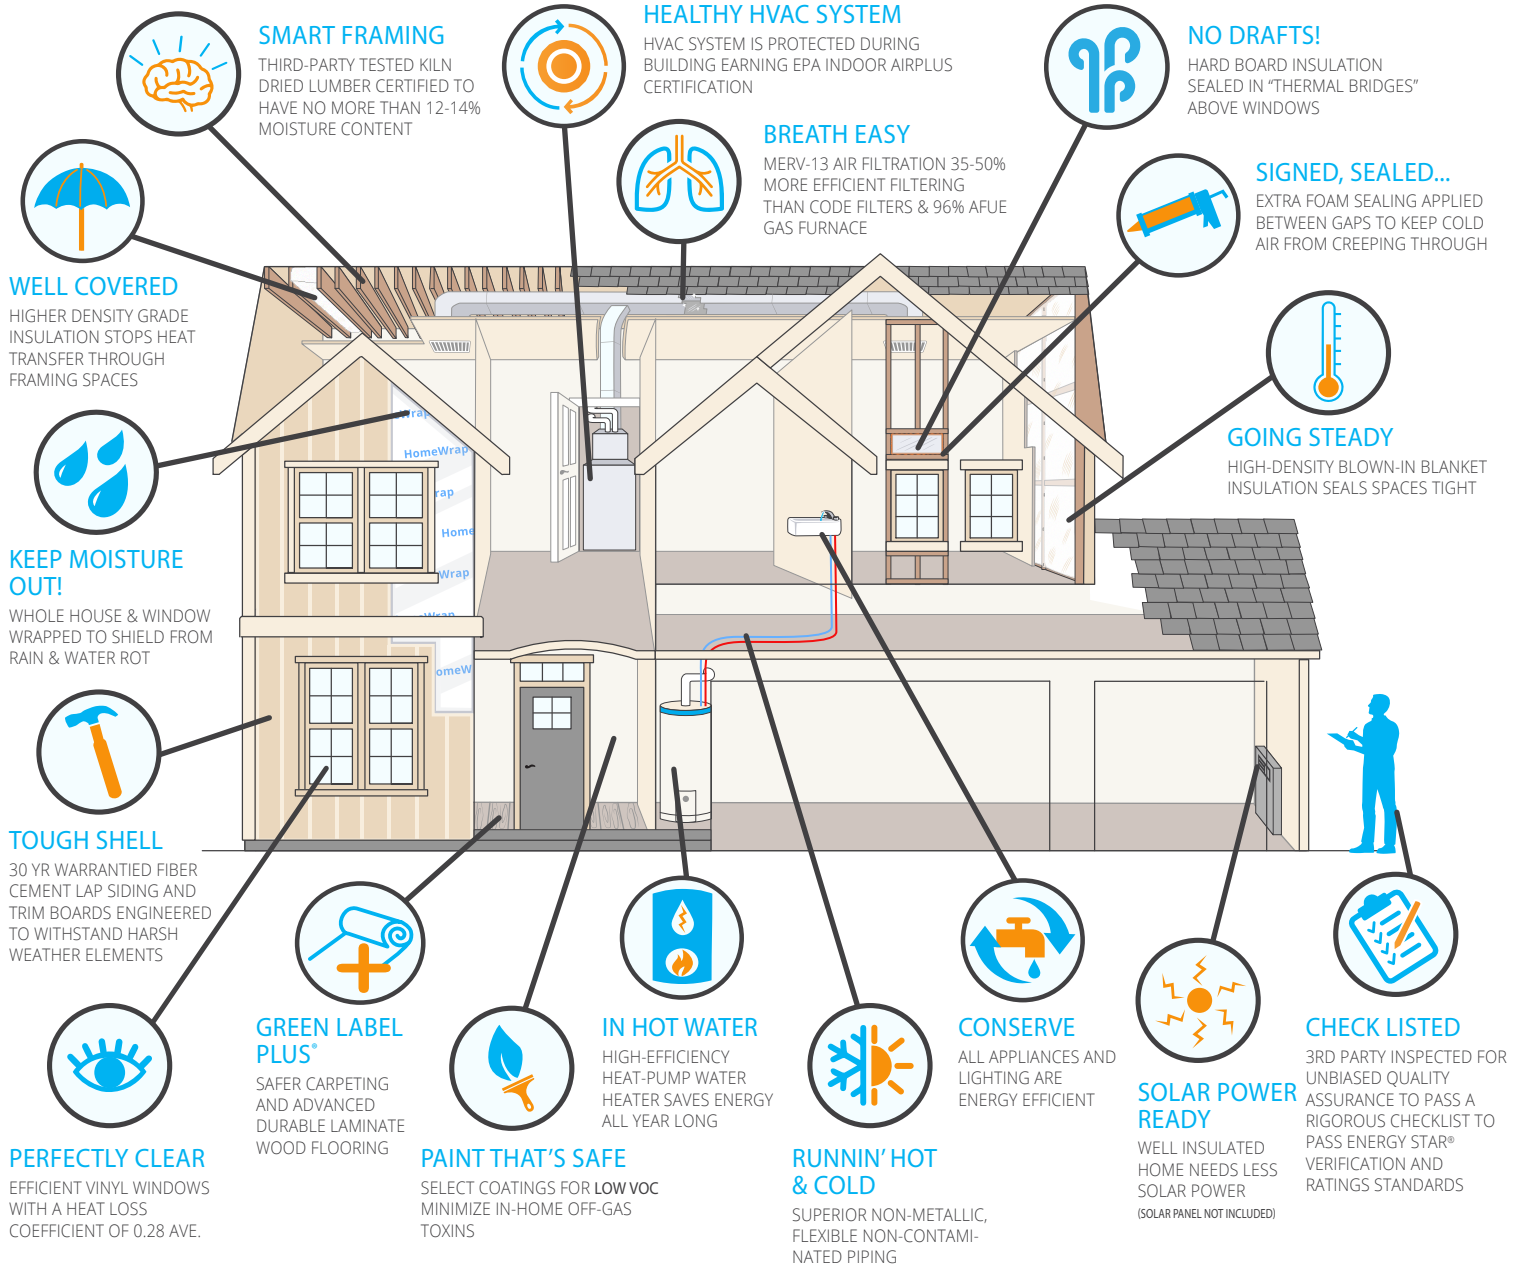 SMART FRAMING
THIRD-PARTY TESTED KILN
DRIED LUMBER CERTIFIED TO
HAVE NO MORE THAN 12-14%
MOISTURE CONTENT
HEALTHY HVAC SYSTEM
HVAC SYSTEM IS PROTECTED DURING
BUILDING EARNING EPA INDOOR AIRPLUS
CERTIFICATION
NO DRAFTS!
HARD BOARD INSULATION
SEALED IN “THERMAL BRIDGES”
ABOVE WINDOWS
BREATH EASY
MERV-13 AIR FILTRATION 35-50%
MORE EFFICIENT FILTERING
THAN CODE FILTERS & 96% AFUE
GAS FURNACE
SIGNED, SEALED...
EXTRA FOAM SEALING APPLIED
BETWEEN GAPS TO KEEP COLD
AIR FROM CREEPING THROUGH
WELL COVERED
HIGHER DENSITY GRADE
INSULATION STOPS HEAT
TRANSFER THROUGH
FRAMING SPACES
GOING STEADY
HIGH-DENSITY BLOWN-IN BLANKET
INSULATION SEALS SPACES TIGHT
Wrap
HomeWrap
rap
Home
Wrap
Wrap
omeW
KEEP MOISTURE
OUT!
WHOLE HOUSE & WINDOW
WRAPPED TO SHIELD FROM
RAIN & WATER ROT
TOUGH SHELL
30 YR WARRANTIED FIBER
CEMENT LAP SIDING AND
TRIM BOARDS ENGINEERED
TO WITHSTAND HARSH
WEATHER ELEMENTS
PERFECTLY CLEAR
EFFICIENT VINYL WINDOWS
WITH A HEAT LOSS
COEFFICIENT OF 0.28 AVE.
GREEN LABEL
PLUS®
SAFER CARPETING
AND ADVANCED
DURABLE LAMINATE
WOOD FLOORING
PAINT THAT’S SAFE
SELECT COATINGS FOR LOW VOC
MINIMIZE IN-HOME OFF-GAS
TOXINS
IN HOT WATER
HIGH-EFFICIENCY
HEAT-PUMP WATER
HEATER SAVES ENERGY
ALL YEAR LONG
RUNNIN’ HOT
& COLD
SUPERIOR NON-METALLIC,
FLEXIBLE NON-CONTAMI-
NATED PIPING
CONSERVE
ALL APPLIANCES AND
LIGHTING ARE
ENERGY EFFICIENT
SOLAR POWER
READY
WELL INSULATED
HOME NEEDS LESS
SOLAR POWER
(SOLAR PANEL NOT INCLUDED)
CHECK LISTED
3RD PARTY INSPECTED FOR
UNBIASED QUALITY
ASSURANCE TO PASS A
RIGOROUS CHECKLIST TO
PASS ENERGY STAR®
VERIFICATION AND
RATINGS STANDARDS